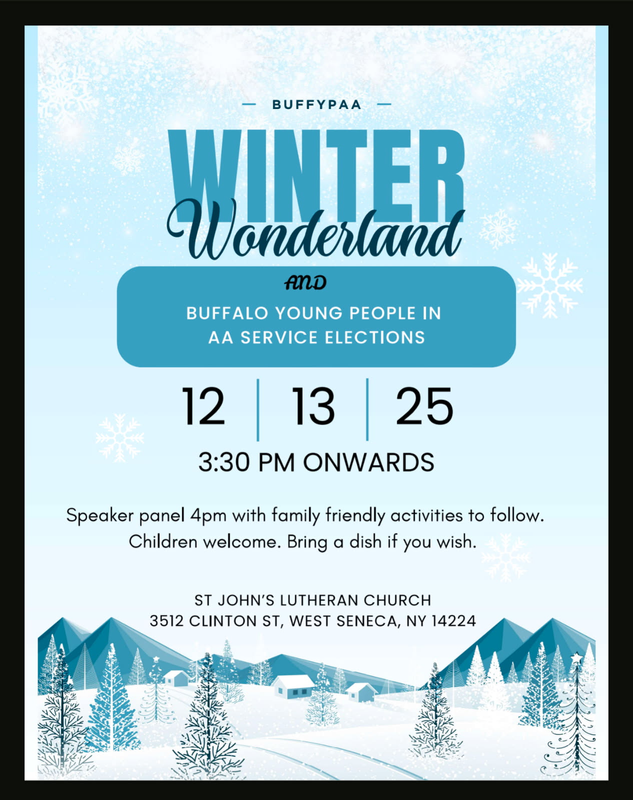 BUFFYPAA
WINTER
Wonderland
AND
BUFFALO YOUNG PEOPLE IN
AA SERVICE ELECTIONS
12 | 13 | 25
3:30 PM ONWARDS
Speaker panel 4pm with family friendly activities to follow.
Children welcome. Bring a dish if you wish.
ST JOHN'S LUTHERAN CHURCH
3512 CLINTON ST, WEST SENECA, NY 14224